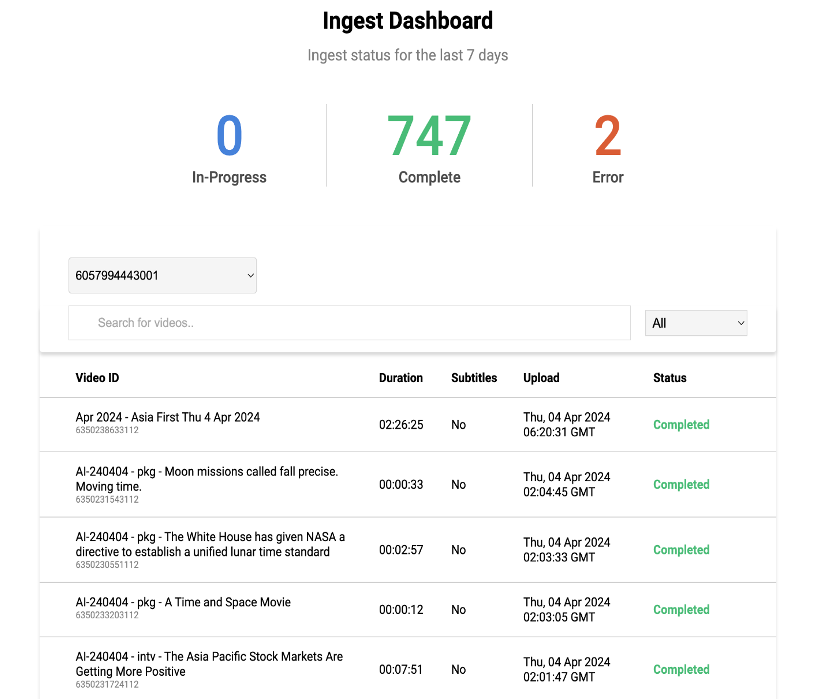 Ingest Dashboard
Ingest status for the last 7 days
0 747 2
In-Progress Complete Error
6057994443001
Search for videos.. All
Video ID Duration Subtitles Upload Status
Apr 2024 - Asia First Thu 4 Apr 2024
6350238633112
02:26:25 No
Thu, 04 Apr 2024
06:20:31 GMT
Completed
AI-240404 - pkg - Moon missions called fall precise.
Moving time.
6350231543112
00:00:33 No
Thu, 04 Apr 2024
02:04:45 GMT
Completed
AI-240404 - pkg - The White House has given NASA a
directive to establish a unified lunar time standard
6350230551112
00:02:57 No
Thu, 04 Apr 2024
02:03:33 GMT
Completed
AI-240404 - pkg - A Time and Space Movie
6350233203112
00:00:12 No
Thu, 04 Apr 2024
02:03:05 GMT
Completed
AI-240404 - intv - The Asia Pacific Stock Markets Are
Getting More Positive
6350231724112
00:07:51 No
Thu, 04 Apr 2024
02:01:47 GMT
Completed